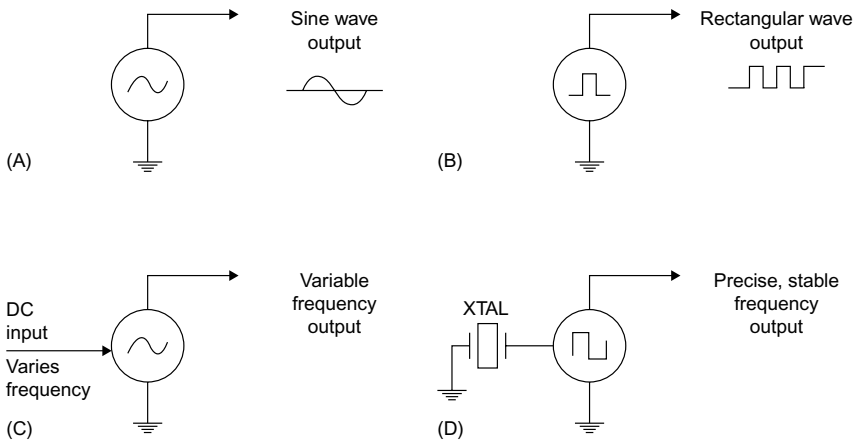 Sine wave
output
(A)
Rectangular wave
output
(B)
DC
input
Varies
frequency
Variable
frequency
output
(C)
XTAL
Precise, stable
frequency
output
(D)